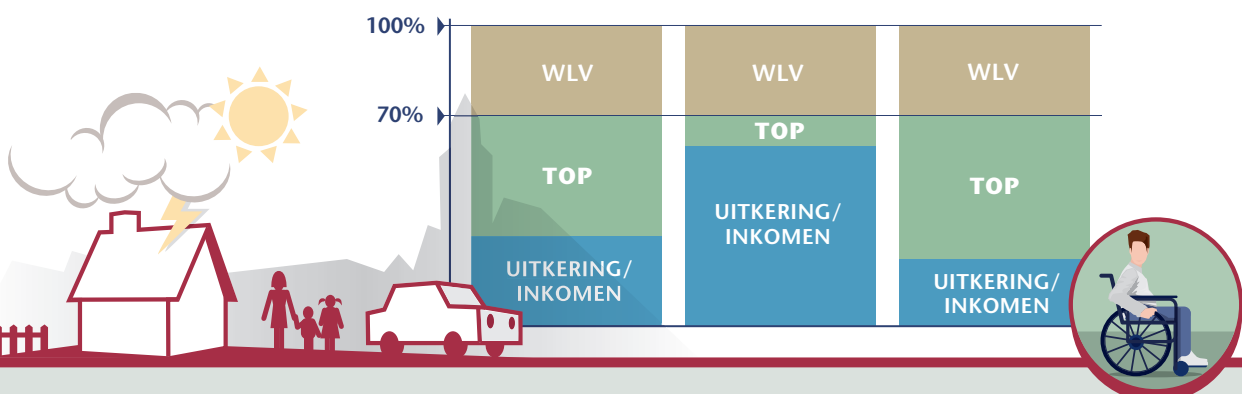 100%
70%
WLV
TOP
UITKERING/
INKOMEN
WLV
TOP
UITKERING/
INKOMEN
WLV
TOP
UITKERING/
INKOMEN